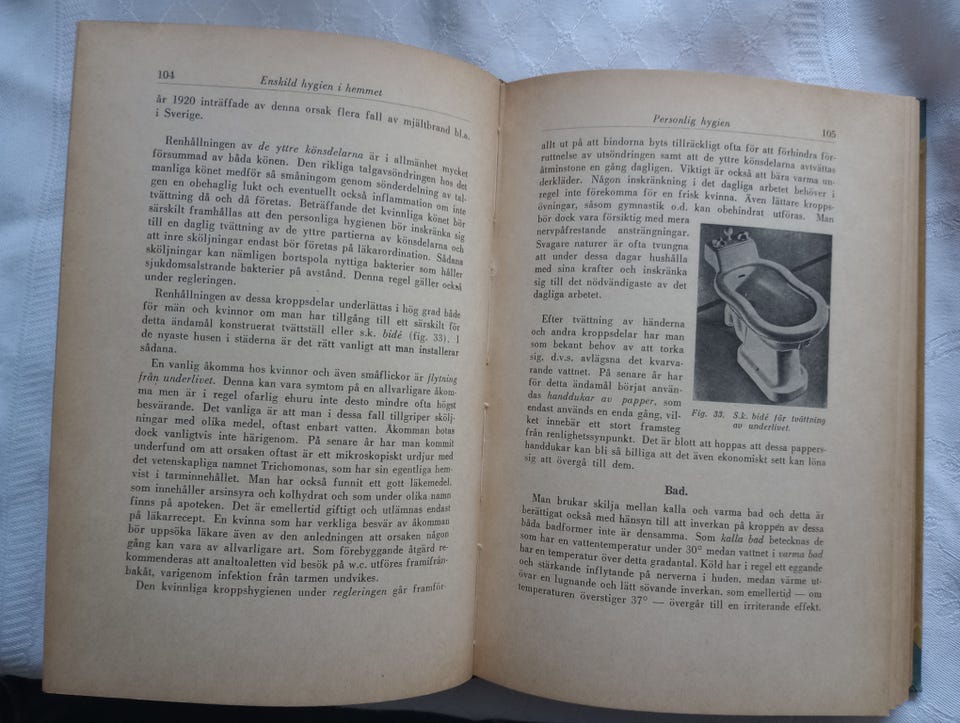 104
Enskild hygien i hemmet
år 1920 inträffade av denna orsak flera fall av mjältbrand bl.a.
i Sverige.
Renhållningen av de yttre könsdelarna är i allmänhet mycket
försummad av båda könen. Den rikliga talgavsöndringen hos det
manliga könet medför så småningom genom sönderdelning av tal-
gen en obehaglig lukt och eventuellt också inflammation om inte
tvättning då och då företas. Beträffande det kvinnliga könet bör
särskilt framhållas att den personliga hygienen bör inskränka sig
till en daglig tvättning av de yttre partierna av könsdelarna och
att inre sköljningar endast bör företas på läkarordination. Sådana
sköljningar kan nämligen bortspola nyttiga bakterier som håller
sjukdomsalstrande bakterier på avstånd. Denna regel gäller också
under regleringen.
Renhållningen av dessa kroppsdelar underlättas i hög grad både
för män och kvinnor om man har tillgång till ett särskilt för
detta ändamål konstruerat tvättställ eller s.k. bidé (fig. 33). I
de nyaste husen i städerna är det rätt vanligt att man installerar
sådana.
En vanlig åkomma hos kvinnor och även småflickor är flytning
från underlivet. Denna kan vara symtom på en allvarligare åkom-
ma men är i regel ofarlig ehuru inte desto mindre ofta högst
besvärande. Det vanliga är att man i dessa fall tillgriper skölj-
ningar med olika medel, oftast enbart vatten. Åkomman botas
dock vanligtvis inte härigenom. På senare år har man kommit
underfund om att orsaken oftast är ett mikroskopiskt urdjur med
det vetenskapliga namnet Trichomonas, som har sin egentliga hem-
vist i tarminnehållet. Man har också funnit ett gott läkemedel.
som innehåller arsinsyra och kolhydrat och som under olika namn
finns på apoteken. Det är emellertid giftigt och utlämnas endast
på läkarrecept. En kvinna som har verkliga besvär av åkomman
bör uppsöka läkare även av den anledningen att orsaken någon
gång kan vara av allvarligare art. Som förebyggande åtgärd re-
kommenderas att analtoaletten vid besök på w.c. utföres framifrån-
bakåt, varigenom infektion från tarmen undvikes.
Den kvinnliga kroppshygienen under regleringen går framför-
Personlig hygien
105
allt ut på att bindorna byts tillräckligt ofta för att förhindra för-
ruttnelse av utsöndringen samt att de yttre könsdelarna avtvättas
åtminstone en gång dagligen. Viktigt är också att bära varma un-
derkläder. Någon inskränkning i det dagliga arbetet behöver i
regel inte förekomma för en frisk kvinna. Även lättare kropps-
övningar, såsom gymnastik o.d. kan obehindrat utföras. Man
bör dock vara försiktig med mera
nervpåfrestande ansträngningar.
Svagare naturer är ofta tvungna
att under dessa dagar hushålla
med sina krafter och inskränka
sig till det nödvändigaste av det
dagliga arbetet.
Efter tvättning av händerna
och andra kroppsdelar har man
som bekant behov av att torka
sig, d.v.s. avlägsna det kvarva-
rande vattnet. På senare år har
för detta ändamål börjat använ-
das handdukar av papper, som
endast används en enda gång, vil-
ket innebär ett stort framsteg
från renlighetssynpunkt. Det är blott att hoppas att dessa pappers-
handdukar kan bli så billiga att det även ekonomiskt sett kan löna
sig att övergå till dem.
Fig. 33. S.k. bidé för tvättning
av underlivet.
Bad.
Man brukar skilja mellan kalla och varma bad och detta är
berättigat också med hänsyn till att inverkan på kroppen av dessa
båda badformer inte är densamma. Som kalla bad betecknas de
som har en vattentemperatur under 30° medan vattnet i varma bad
har en temperatur över detta gradantal. Köld har i regel ett eggande
och stärkande inflytande på nerverna i huden, medan värme ut-
övar en lugnande och lätt sövande inverkan, som emellertid — om
temperaturen överstiger 37° — övergår till en irriterande effekt.